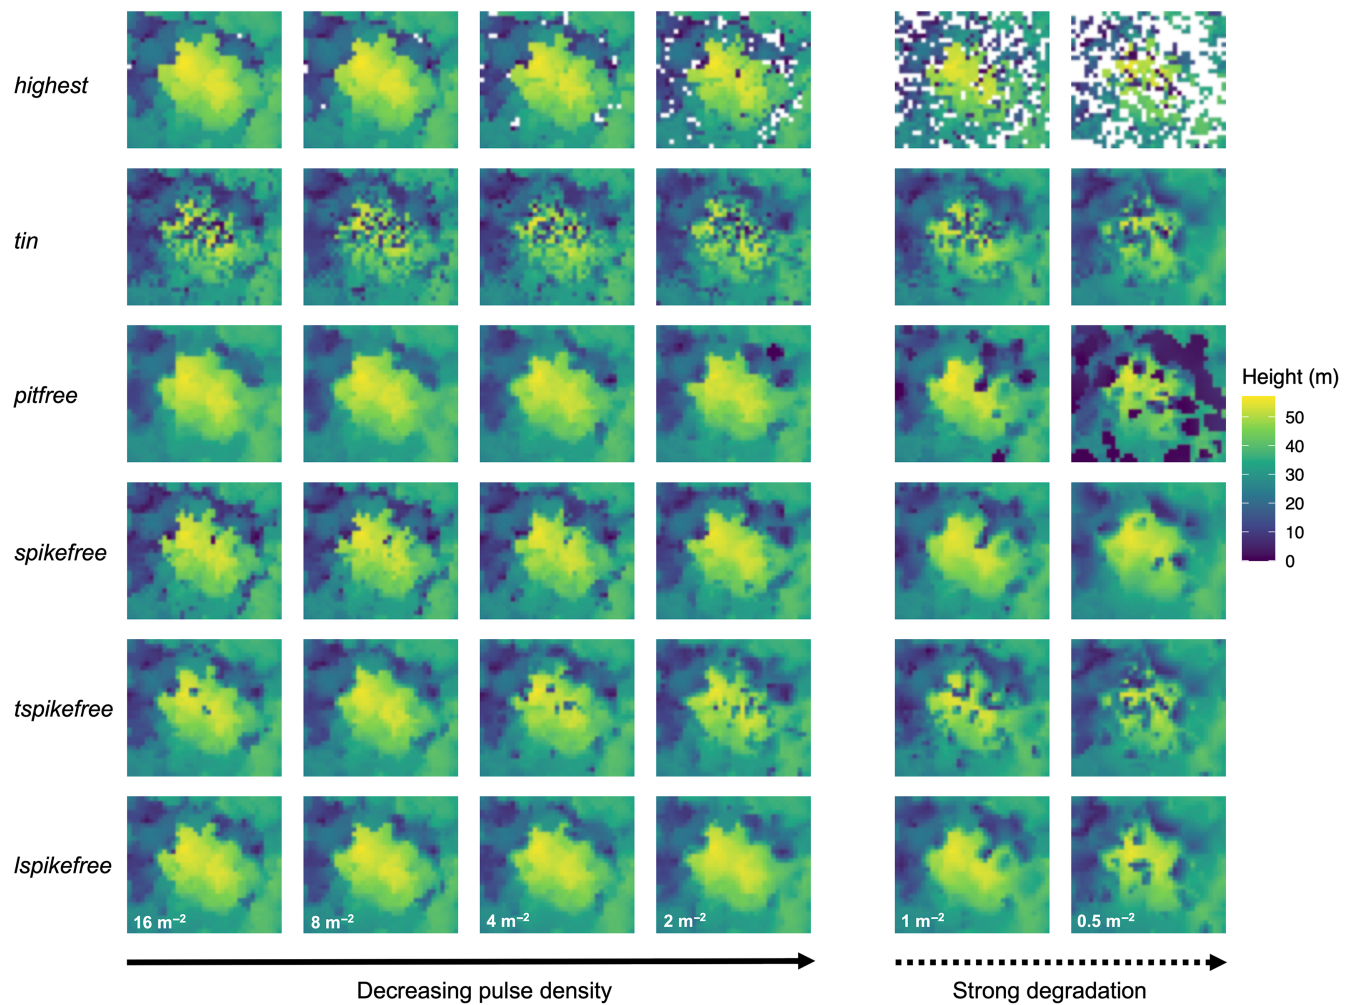 highest
tin
pitfree
Height (m)
50
40
30
20
10
0
spikefree
tspikefree
lspikefree
16 m⁻²
8 m⁻²
4 m⁻²
2 m⁻²
1 m⁻²
0.5 m⁻²
Decreasing pulse density
Strong degradation